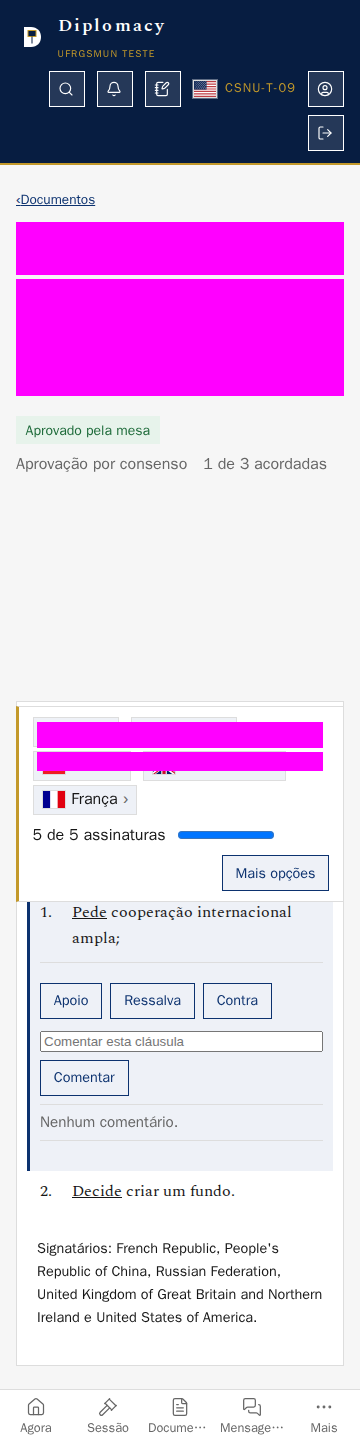 Diplomacy
UFRGSMUN TESTE
CSNU-T-09
‹Documentos
Aprovado pela mesa
Aprovação por consenso 1 de 3 acordadas
França ›
5 de 5 assinaturas
Mais opções
1. Pede cooperação internacional
ampla;
Apoio Ressalva Contra
Comentar esta cláusula
Comentar
Nenhum comentário.
2. Decide criar um fundo.
Signatários: French Republic, People's
Republic of China, Russian Federation,
United Kingdom of Great Britain and Northern
Ireland e United States of America.
Agora Sessão Docume··· Mensage··· Mais